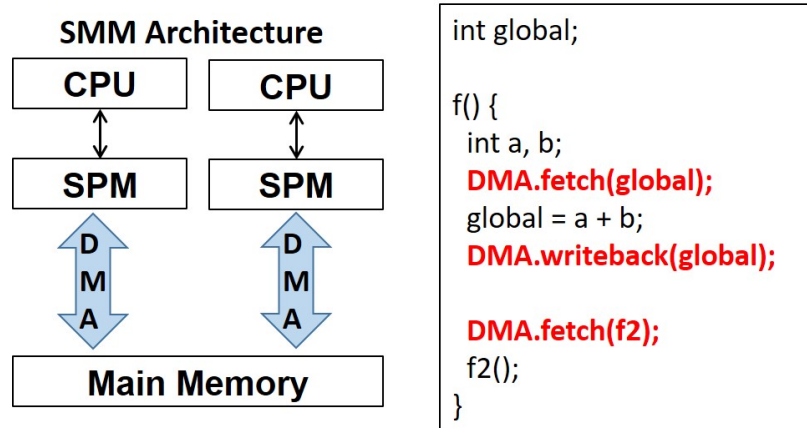 SMM Architecture
CPU
CPU
SPM
SPM
D
M
A
D
M
A
Main Memory
int global;
f() {
int a, b;
DMA.fetch(global);
global = a + b;
DMA.writeback(global);
DMA.fetch(f2);
f2();
}